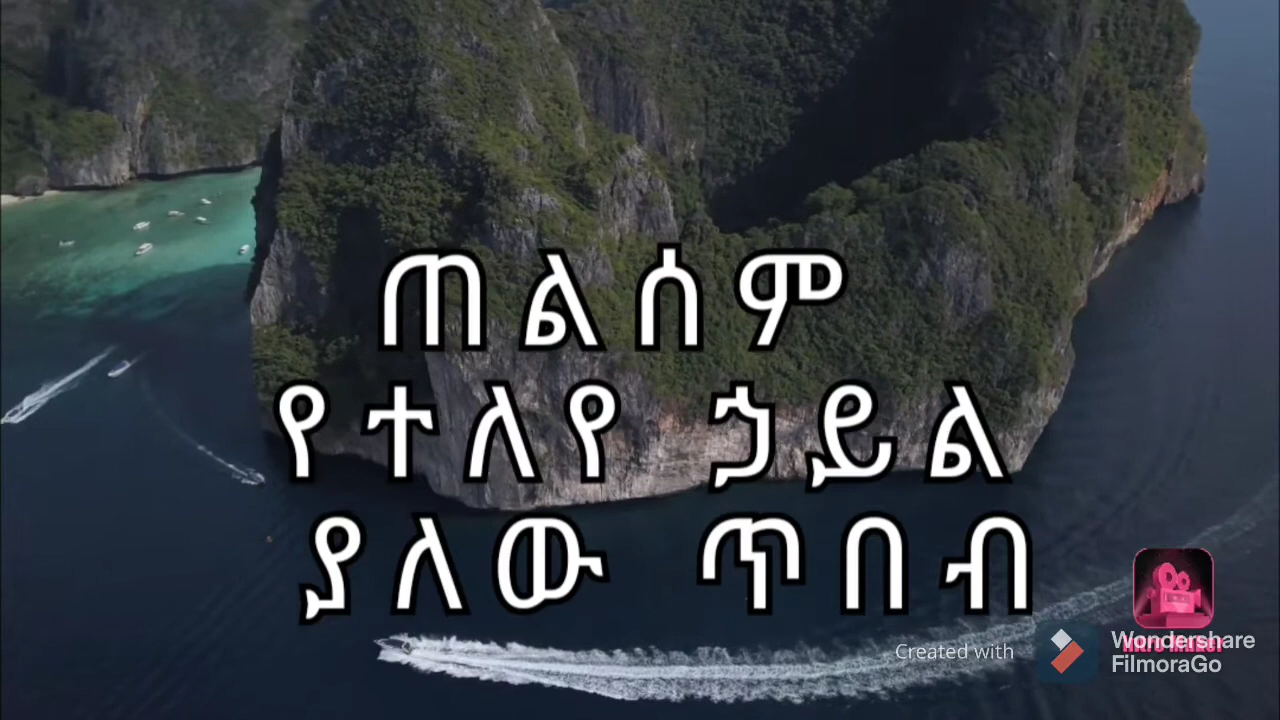 ጠልሰም
የተለየ ኃይል
ያለው ጥበብ
Created with
Wondershare
FilmoraGo